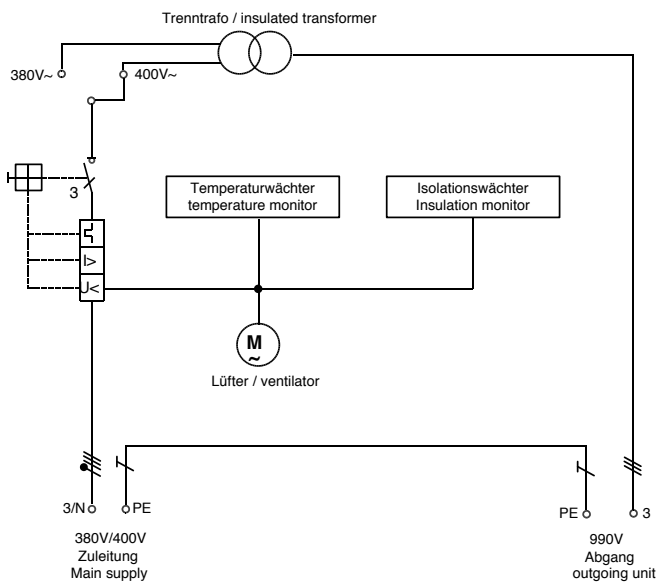 Trenntrafo / insulated transformer
380V~
400V~
3
Temperaturwächter
temperature monitor
Isolationswächter
Insulation monitor
I>
U<
M
~
Lüfter / ventilator
3/N
PE
PE
3
380V/400V
Zuleitung
Main supply
990V
Abgang
outgoing unit